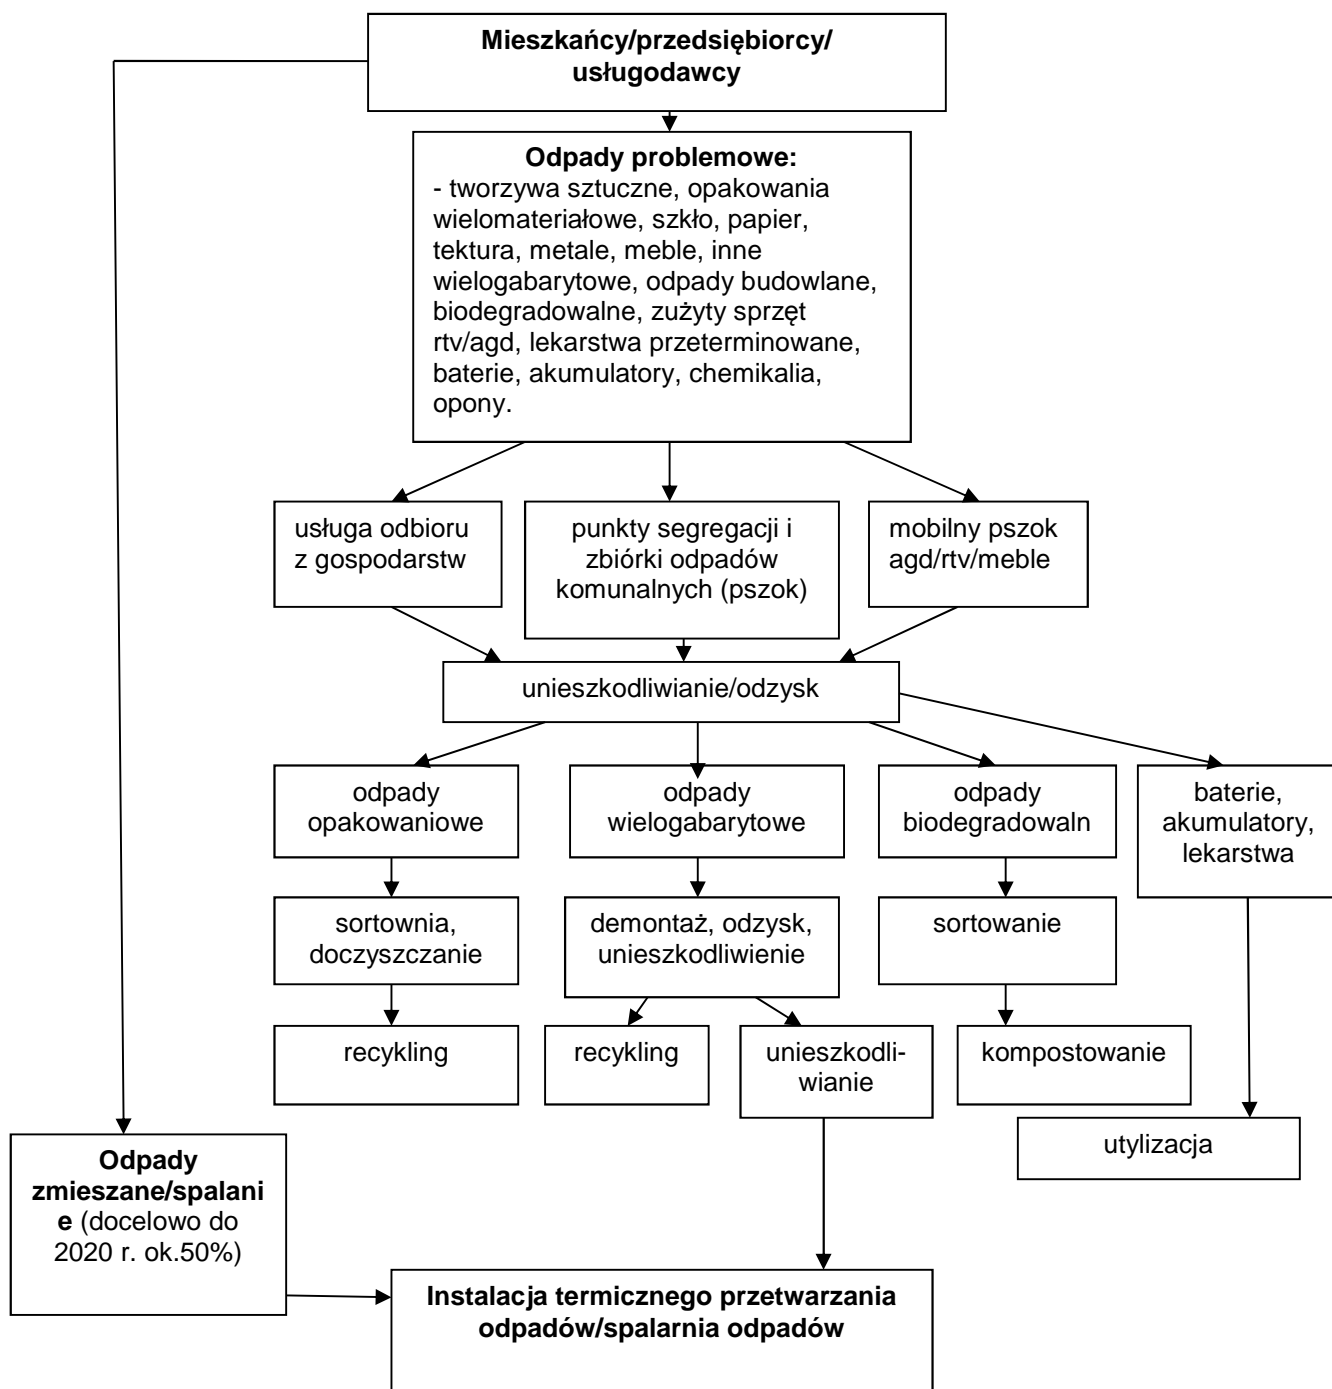 Mieszkańcy/przedsiębiorcy/
usługodawcy
Odpady problemowe:
- tworzywa sztuczne, opakowania
wielomateriałowe, szkło, papier,
tektura, metale, meble, inne
wielogabarytowe, odpady budowlane,
biodegradowalne, zużyty sprzęt
rtv/agd, lekarstwa przeterminowane,
baterie, akumulatory, chemikalia,
opony.
usługa odbioru
z gospodarstw
punkty segregacji i
zbiórki odpadów
komunalnych (pszok)
mobilny pszok
agd/rtv/meble
unieszkodliwianie/odzysk
odpady
opakowaniowe
odpady
wielogabarytowe
odpady
biodegradowaln
baterie,
akumulatory,
lekarstwa
sortownia,
doczyszczanie
demontaż, odzysk,
unieszkodliwienie
sortowanie
recykling
recykling
unieszkodli-
wianie
kompostowanie
utylizacja
Odpady
zmieszane/spalani
e (docelowo do
2020 r. ok.50%)
Instalacja termicznego przetwarzania
odpadów/spalarnia odpadów